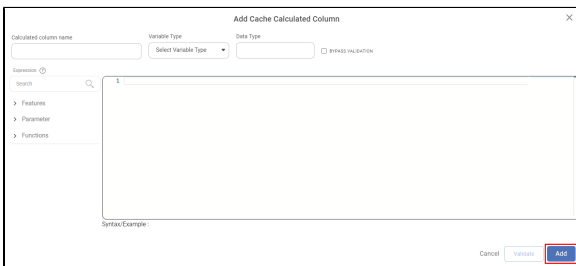 Add Cache Calculated Column
Calculated column name
Variable Type
Data Type
Select Variable Type
BYPASS VALIDATION
Expression
Search
1
Features
Parameter
Functions
Syntax/Example :
Cancel
Validate
Add